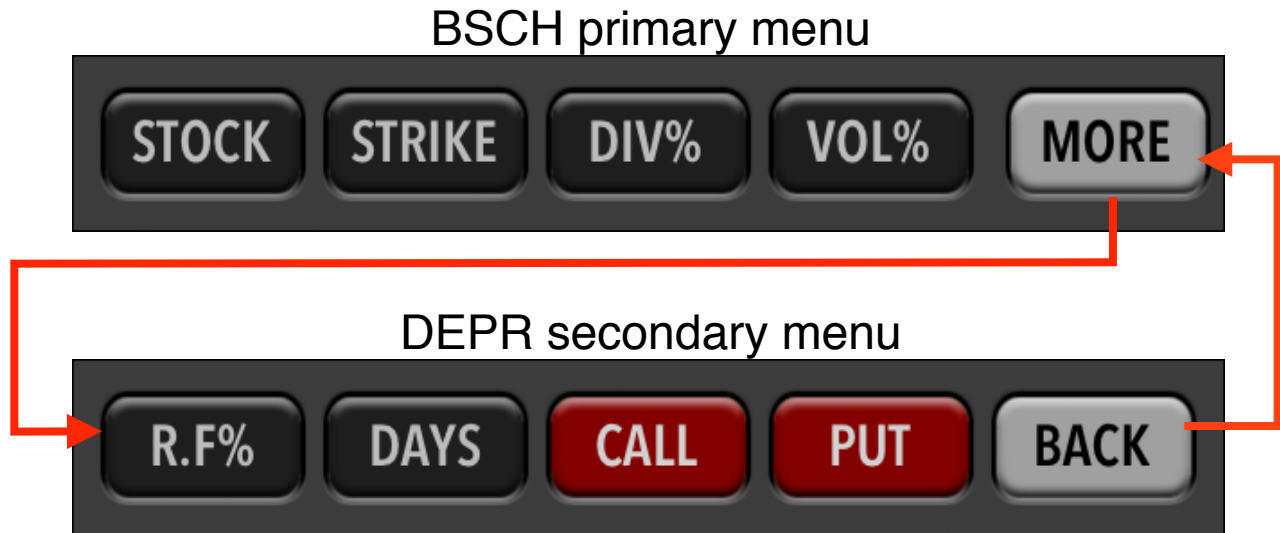 BSCH primary menu
STOCK STRIKE DIV% VOL% MORE
DEPR secondary menu
R.F% DAYS CALL PUT BACK